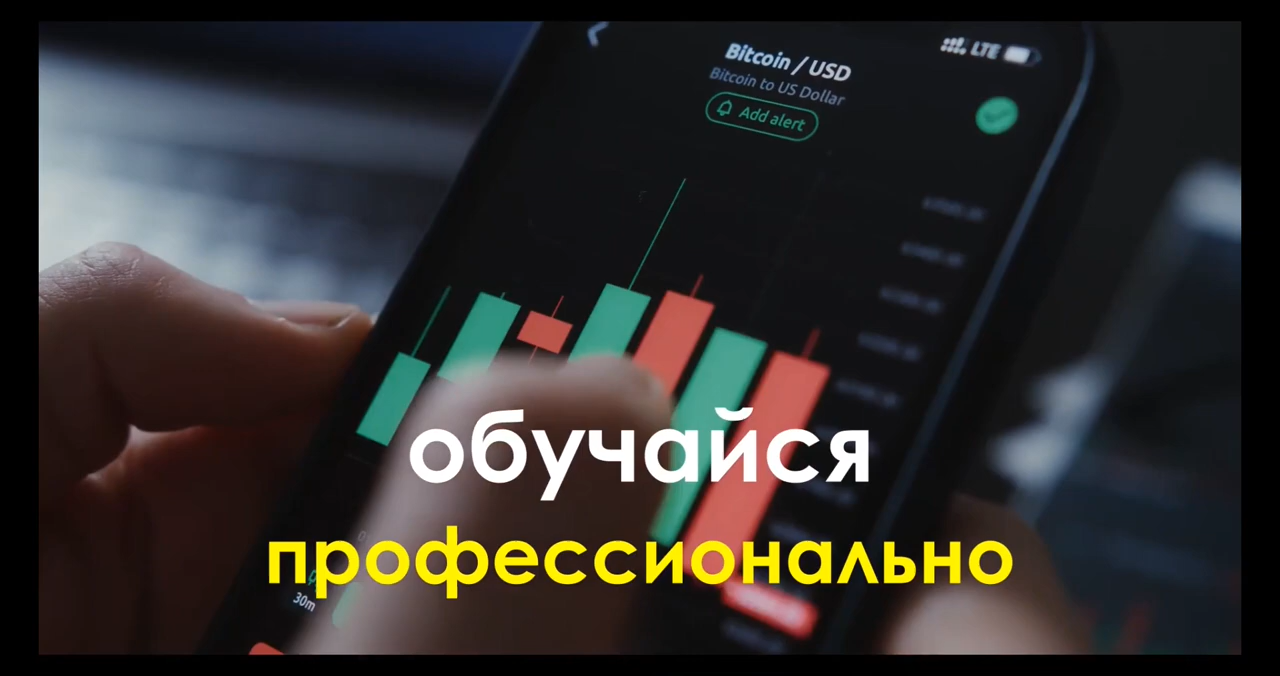 LTE
Bitcoin / USD
Bitcoin to US Dollar
Add alert
обучайся
профессионально
30m